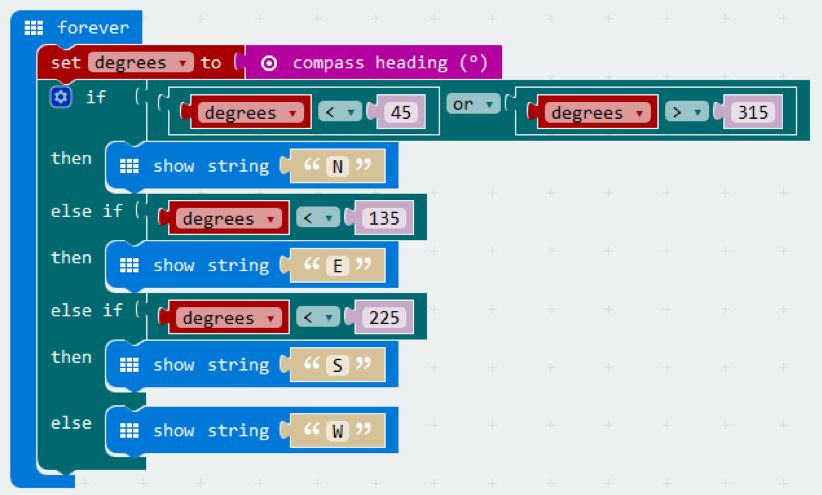 forever
set degrees to compass heading (º)
if degrees < 45 or degrees > 315
then show string “ N ”
else if degrees < 135
then show string “ E ”
else if degrees < 225
then show string “ S ”
else show string “ W ”